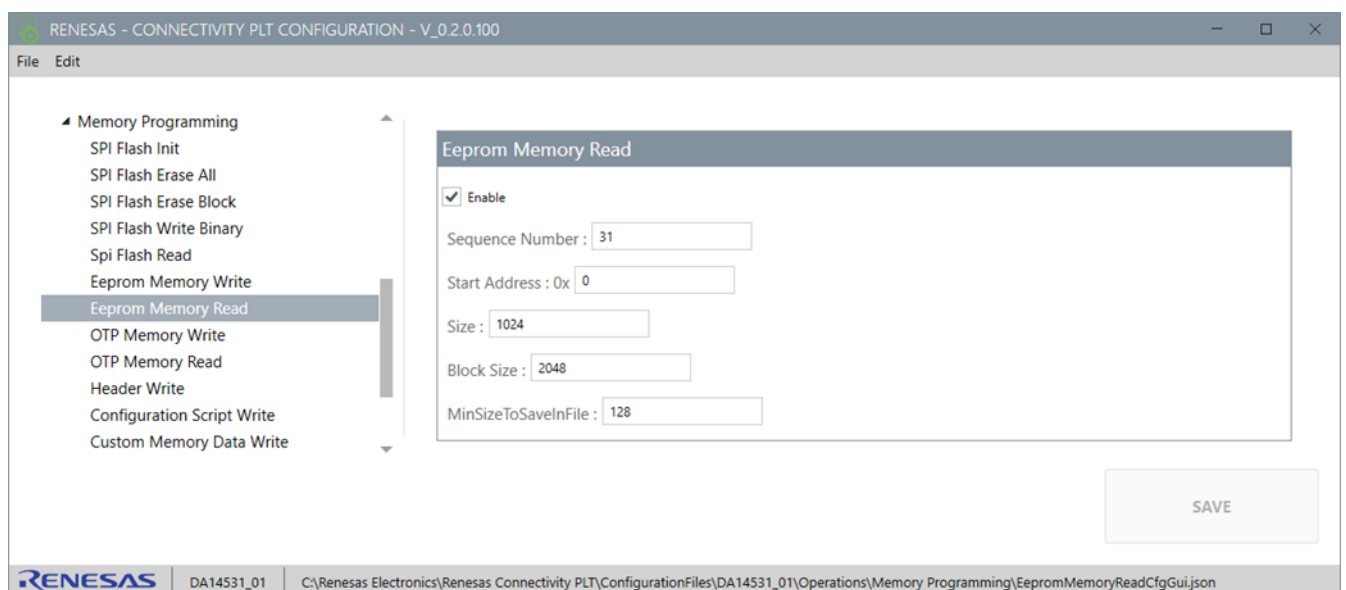 RENESAS - CONNECTIVITY PLT CONFIGURATION - V_0.2.0.100
File Edit
Memory Programming
SPI Flash Init
SPI Flash Erase All
SPI Flash Erase Block
SPI Flash Write Binary
Spi Flash Read
Eeprom Memory Write
Eeprom Memory Read
OTP Memory Write
OTP Memory Read
Header Write
Configuration Script Write
Custom Memory Data Write
Eeprom Memory Read
Enable
Sequence Number : 31
Start Address : 0x 0
Size : 1024
Block Size : 2048
MinSizeToSaveInFile : 128
SAVE
RENESAS DA14531_01 C:\Renesas Electronics\Renesas Connectivity PLT\ConfigurationFiles\DA14531_01\Operations\Memory Programming\EepromMemoryReadCfgGui.json